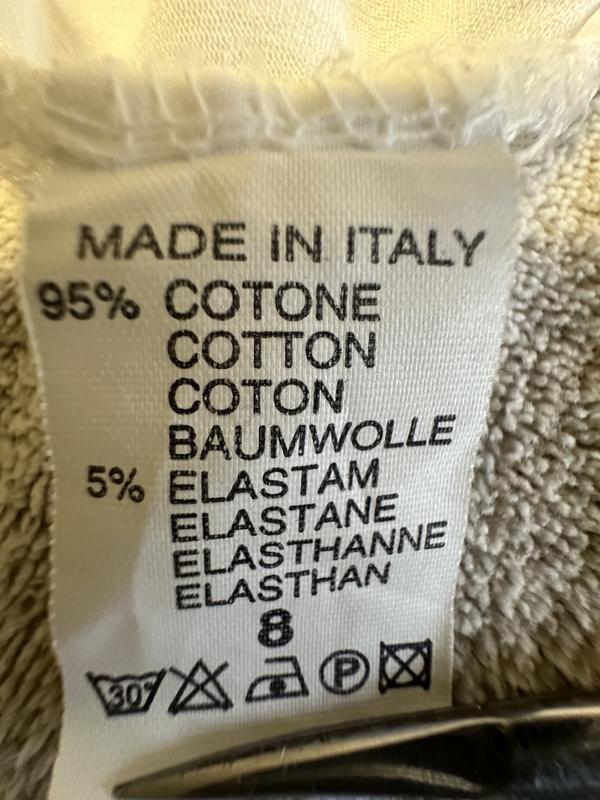 MADE IN ITALY
95% COTONE
COTTON
COTON
BAUMWOLLE
5% ELASTAM
ELASTANE
ELASTHANNE
ELASTHAN
8
30° P